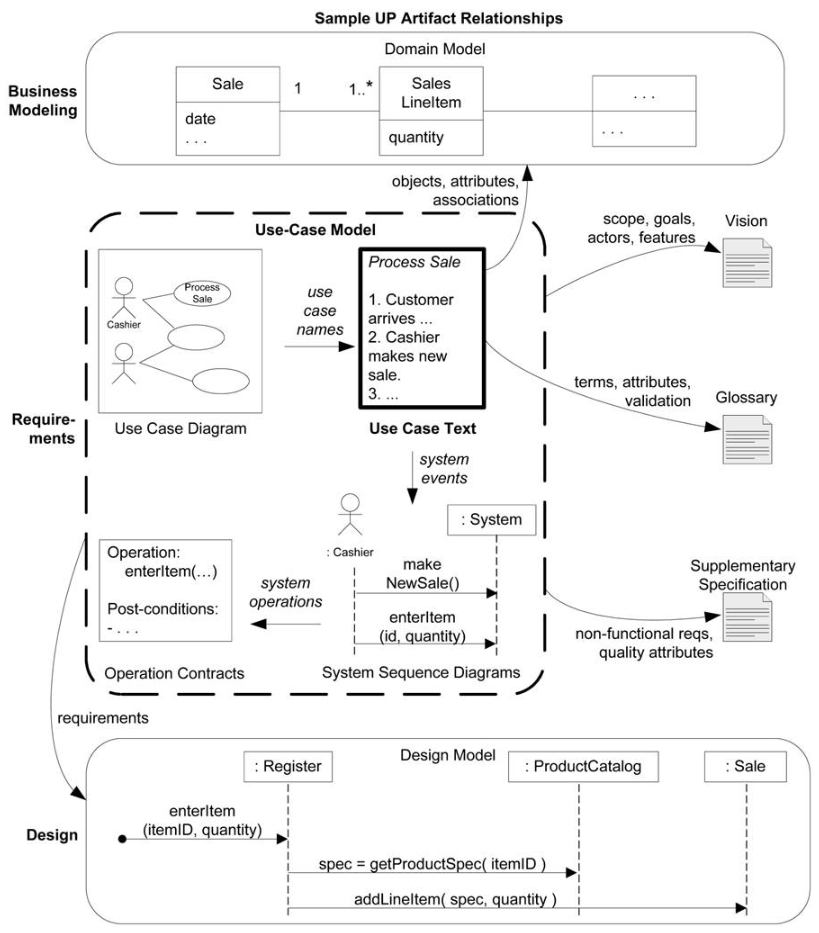 Sample UP Artifact Relationships
Domain Model
Business
Modeling
Sale
date
. . .
1
1..*
Sales
LineItem
quantity
. . .
. . .
objects, attributes,
associations
Use-Case Model
Process
Sale
Cashier
Use Case Diagram
use
case
names
Process Sale
1. Customer
arrives ...
2. Cashier
makes new
sale.
3. ...
Use Case Text
scope, goals,
actors, features
Vision
terms, attributes,
validation
Glossary
Require-
ments
system
events
: Cashier
: System
make
NewSale()
enterItem
(id, quantity)
System Sequence Diagrams
system
operations
Operation:
enterItem(…)
Post-conditions:
- . . .
Operation Contracts
Supplementary
Specification
non-functional reqs,
quality attributes
requirements
Design Model
Design
: Register
: ProductCatalog
: Sale
enterItem
(itemID, quantity)
spec = getProductSpec( itemID )
addLineItem( spec, quantity )